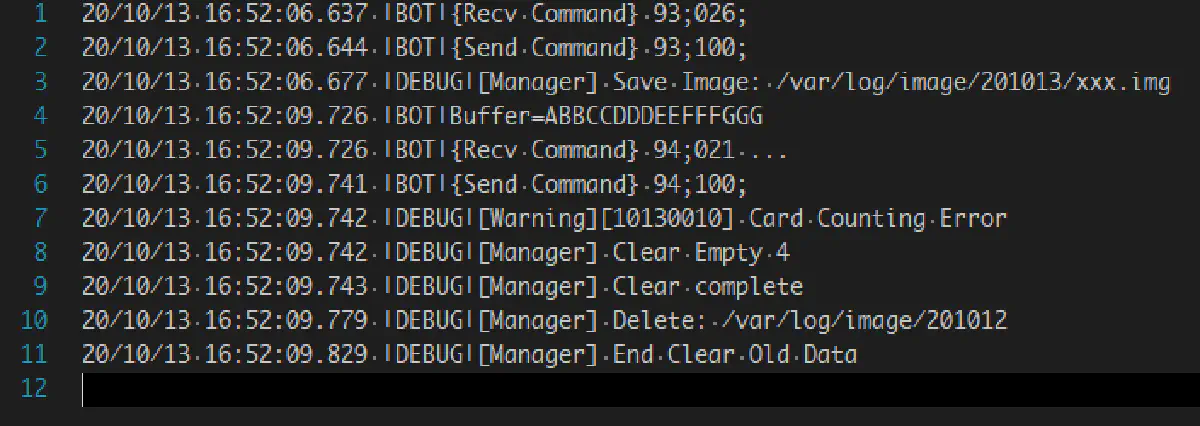 1 20/10/13 16:52:06.637 |BOT|{Recv Command} 93;026;
2 20/10/13 16:52:06.644 |BOT|{Send Command} 93;100;
3 20/10/13 16:52:06.677 |DEBUG|[Manager] Save Image: /var/log/image/201013/xxx.img
4 20/10/13 16:52:09.726 |BOT|Buffer=ABBCCDDDEEFFFGGG
5 20/10/13 16:52:09.726 |BOT|{Recv Command} 94;021 ...
6 20/10/13 16:52:09.741 |BOT|{Send Command} 94;100;
7 20/10/13 16:52:09.742 |DEBUG|[Warning][10130010] Card Counting Error
8 20/10/13 16:52:09.742 |DEBUG|[Manager] Clear Empty 4
9 20/10/13 16:52:09.743 |DEBUG|[Manager] Clear complete
10 20/10/13 16:52:09.779 |DEBUG|[Manager] Delete: /var/log/image/201012
11 20/10/13 16:52:09.829 |DEBUG|[Manager] End Clear Old Data
12